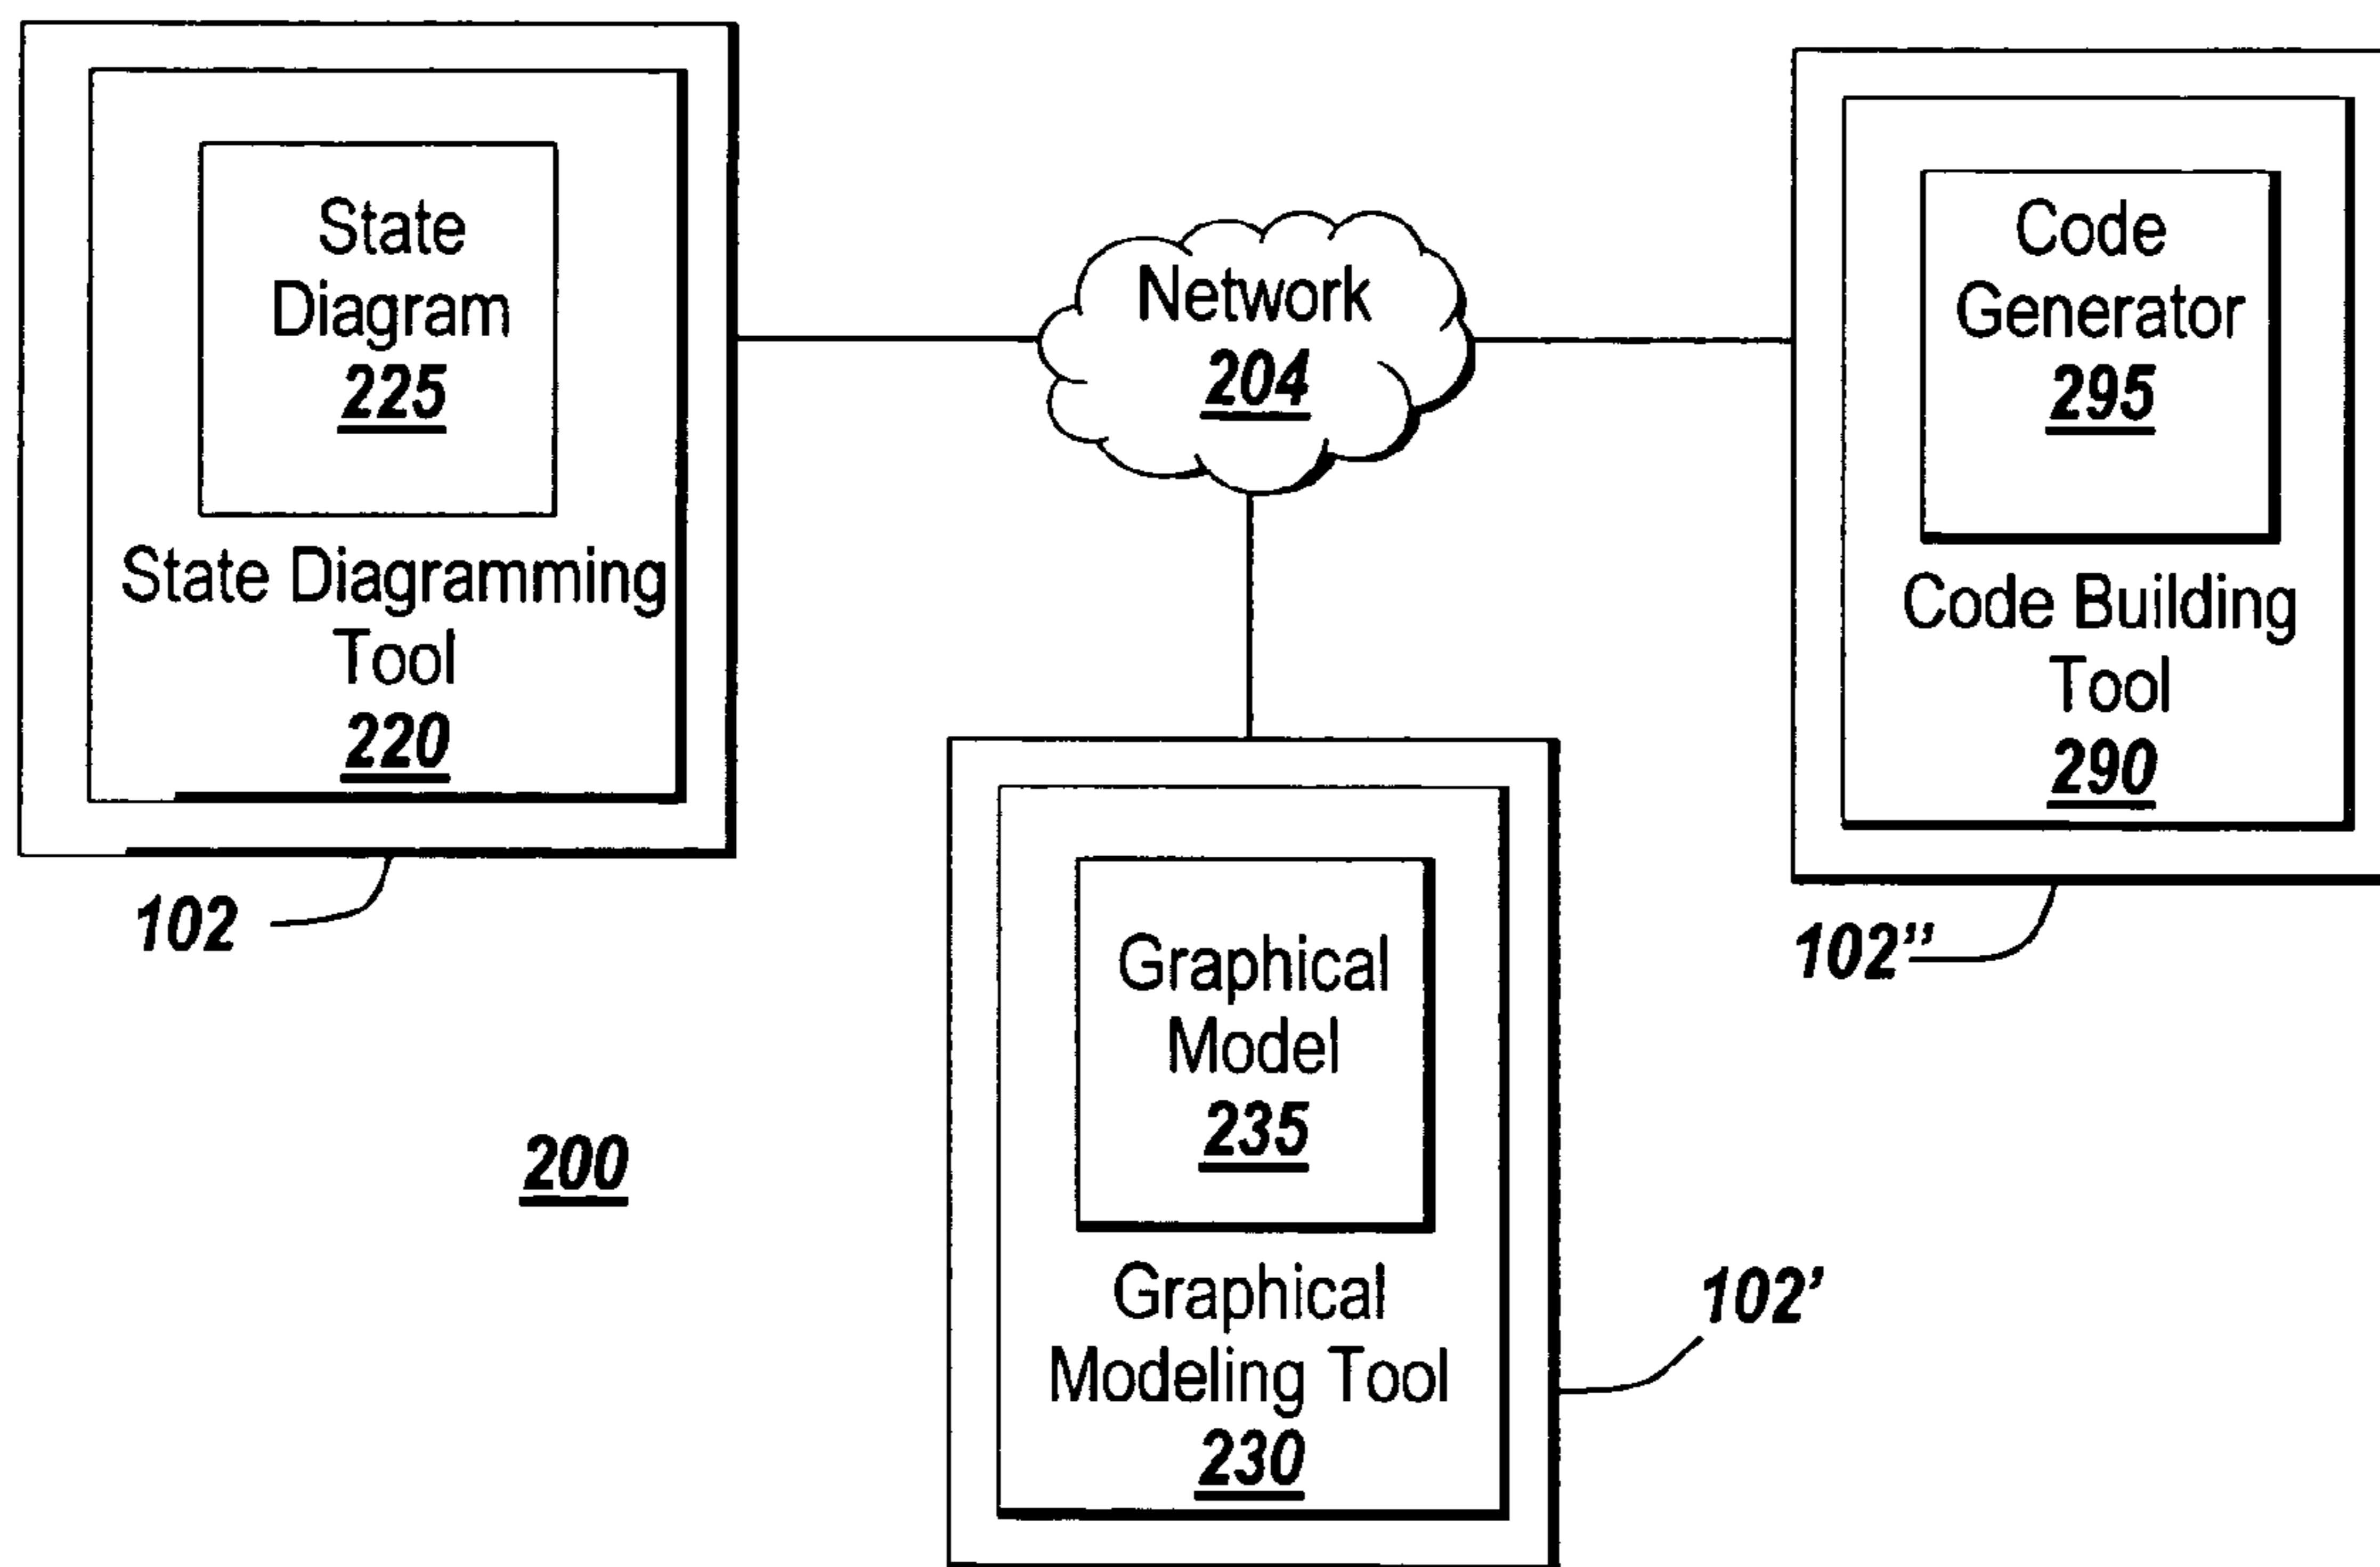 State
Diagram
225
State Diagramming
Tool
220
102
Network
204
Code
Generator
295
Code Building
Tool
290
102"
Graphical
Model
235
Graphical
Modeling Tool
230
102'
200